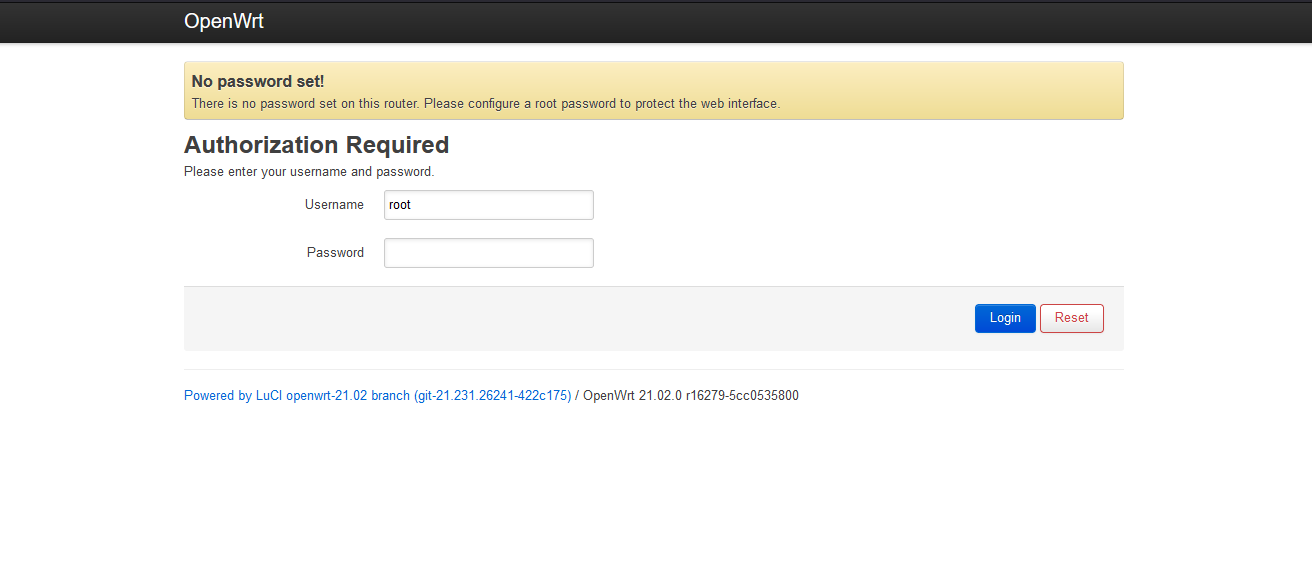 OpenWrt
No password set!
There is no password set on this router. Please configure a root password to protect the web interface.
Authorization Required
Please enter your username and password.
Username root
Password
Login Reset
Powered by LuCI openwrt-21.02 branch (git-21.231.26241-422c175) / OpenWrt 21.02.0 r16279-5cc0535800